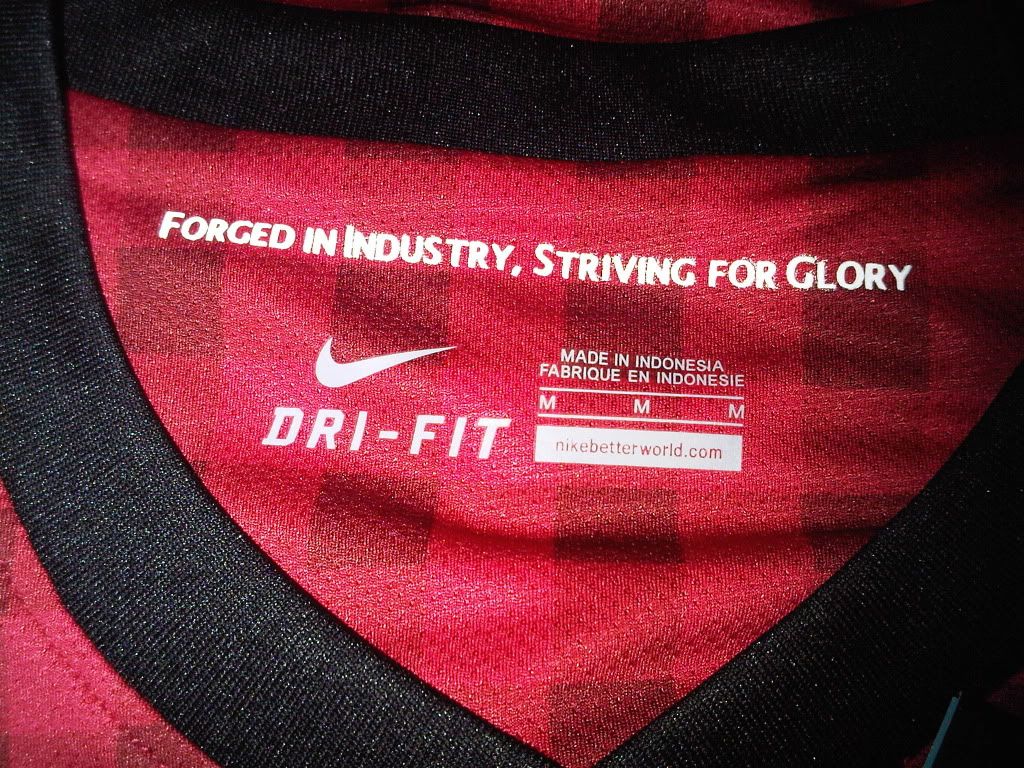 FORGED IN INDUSTRY, STRIVING FOR GLORY
DRI-FIT
MADE IN INDONESIA
FABRIQUE EN INDONESIE
M M M
nikebetterworld.com